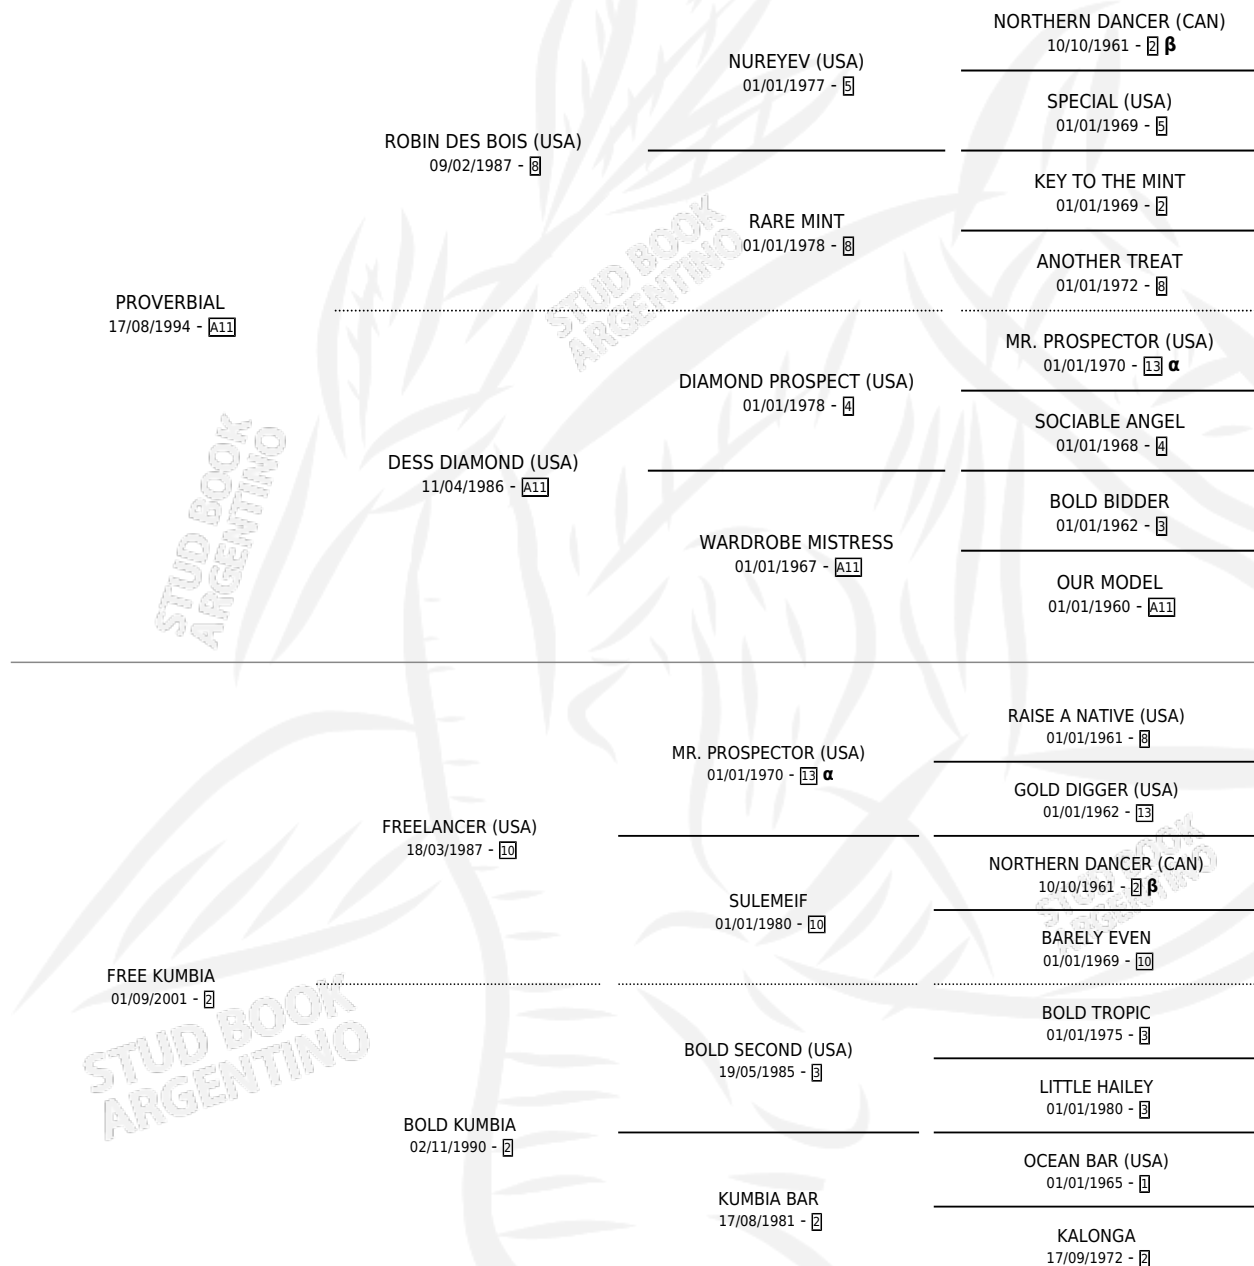 NORTHERN DANCER (CAN)
10/10/1961 - 2 β
NUREYEV (USA)
01/01/1977 - 5
SPECIAL (USA)
01/01/1969 - 5
ROBIN DES BOIS (USA)
09/02/1987 - 8
KEY TO THE MINT
01/01/1969 - 2
RARE MINT
01/01/1978 - 8
ANOTHER TREAT
01/01/1972 - 8
PROVERBIAL
17/08/1994 - A11
MR. PROSPECTOR (USA)
01/01/1970 - 13 α
DIAMOND PROSPECT (USA)
01/01/1978 - 4
SOCIABLE ANGEL
01/01/1968 - 4
DESS DIAMOND (USA)
11/04/1986 - A11
BOLD BIDDER
01/01/1962 - 3
WARDROBE MISTRESS
01/01/1967 - A11
OUR MODEL
01/01/1960 - A11
STUD BOOK
ARGENTINO
STUD BOOK
ARGENTINO
RAISE A NATIVE (USA)
01/01/1961 - 8
MR. PROSPECTOR (USA)
01/01/1970 - 13 α
GOLD DIGGER (USA)
01/01/1962 - 13
FREELANCER (USA)
18/03/1987 - 10
NORTHERN DANCER (CAN)
10/10/1961 - 2 β
SULEMEIF
01/01/1980 - 10
BARELY EVEN
01/01/1969 - 10
FREE KUMBIA
01/09/2001 - 2
BOLD TROPIC
01/01/1975 - 3
BOLD SECOND (USA)
19/05/1985 - 3
LITTLE HAILEY
01/01/1980 - 3
BOLD KUMBIA
02/11/1990 - 2
OCEAN BAR (USA)
01/01/1965 - 1
KUMBIA BAR
17/08/1981 - 2
KALONGA
17/09/1972 - 2
STUD BOOK
ARGENTINO
STUD BOOK
ARGENTINO